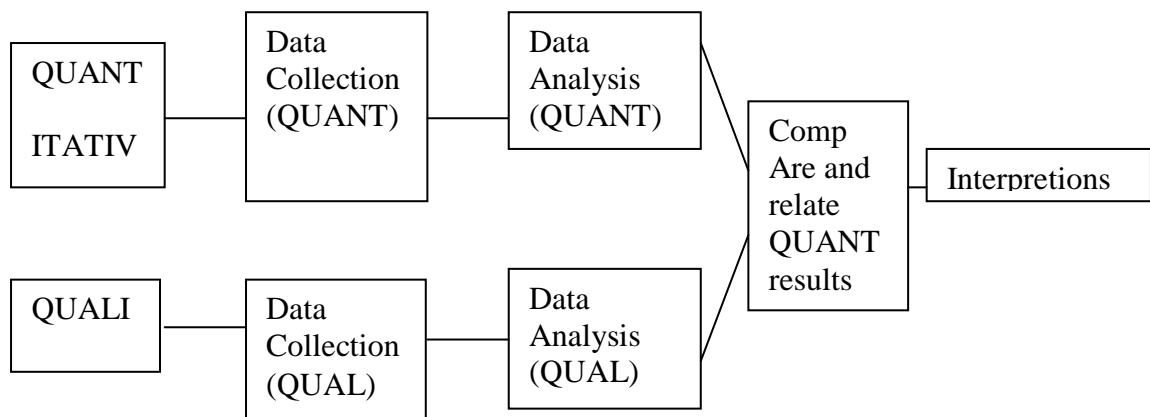 QUANT
ITATIV
Data
Collection
(QUANT)
Data
Analysis
(QUANT)
Comp
Are and
relate
QUANT
results
Interpretions
QUALI
Data
Collection
(QUAL)
Data
Analysis
(QUAL)